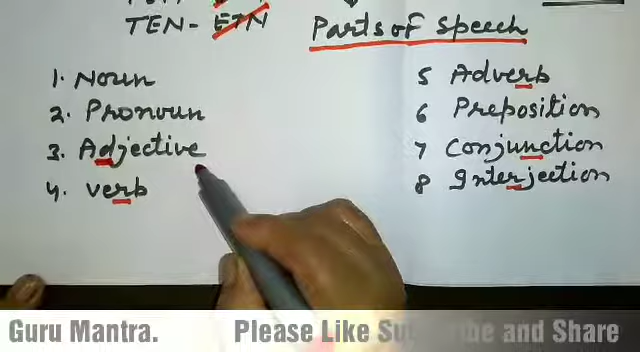 TEN- ETN
Parts of Speech
1. Noun
2. Pronoun
3. Adjective
4. verb
5 Adverb
6 Preposition
7 Conjunction
8 Interjection
Guru Mantra. Please Like and Share